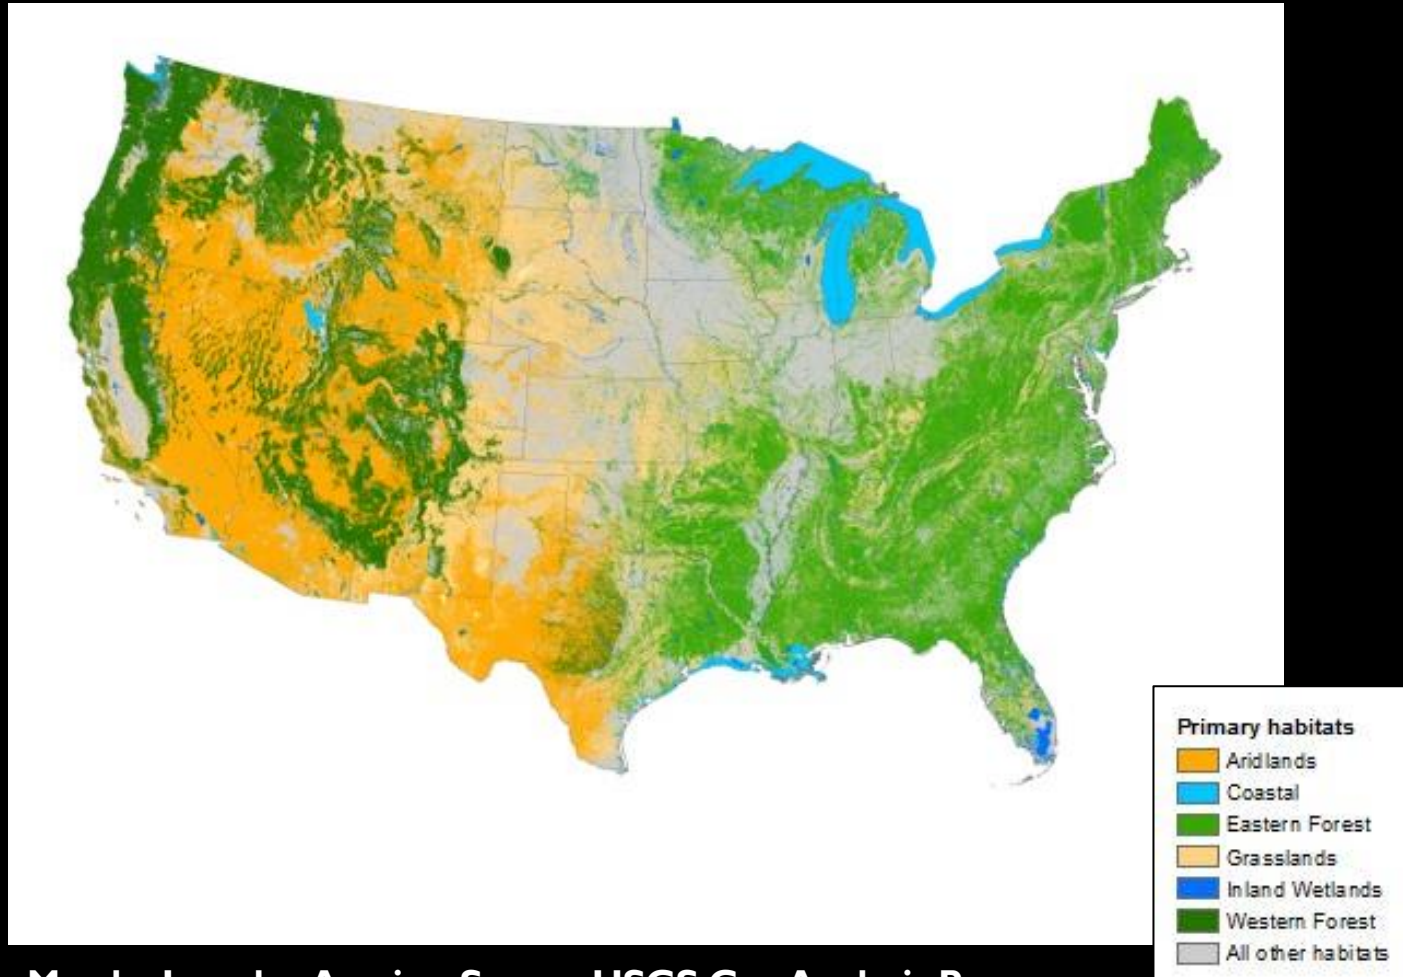 Primary habitats
Aridlands
Coastal
Eastern Forest
Grasslands
Inland Wetlands
Western Forest
All other habitats